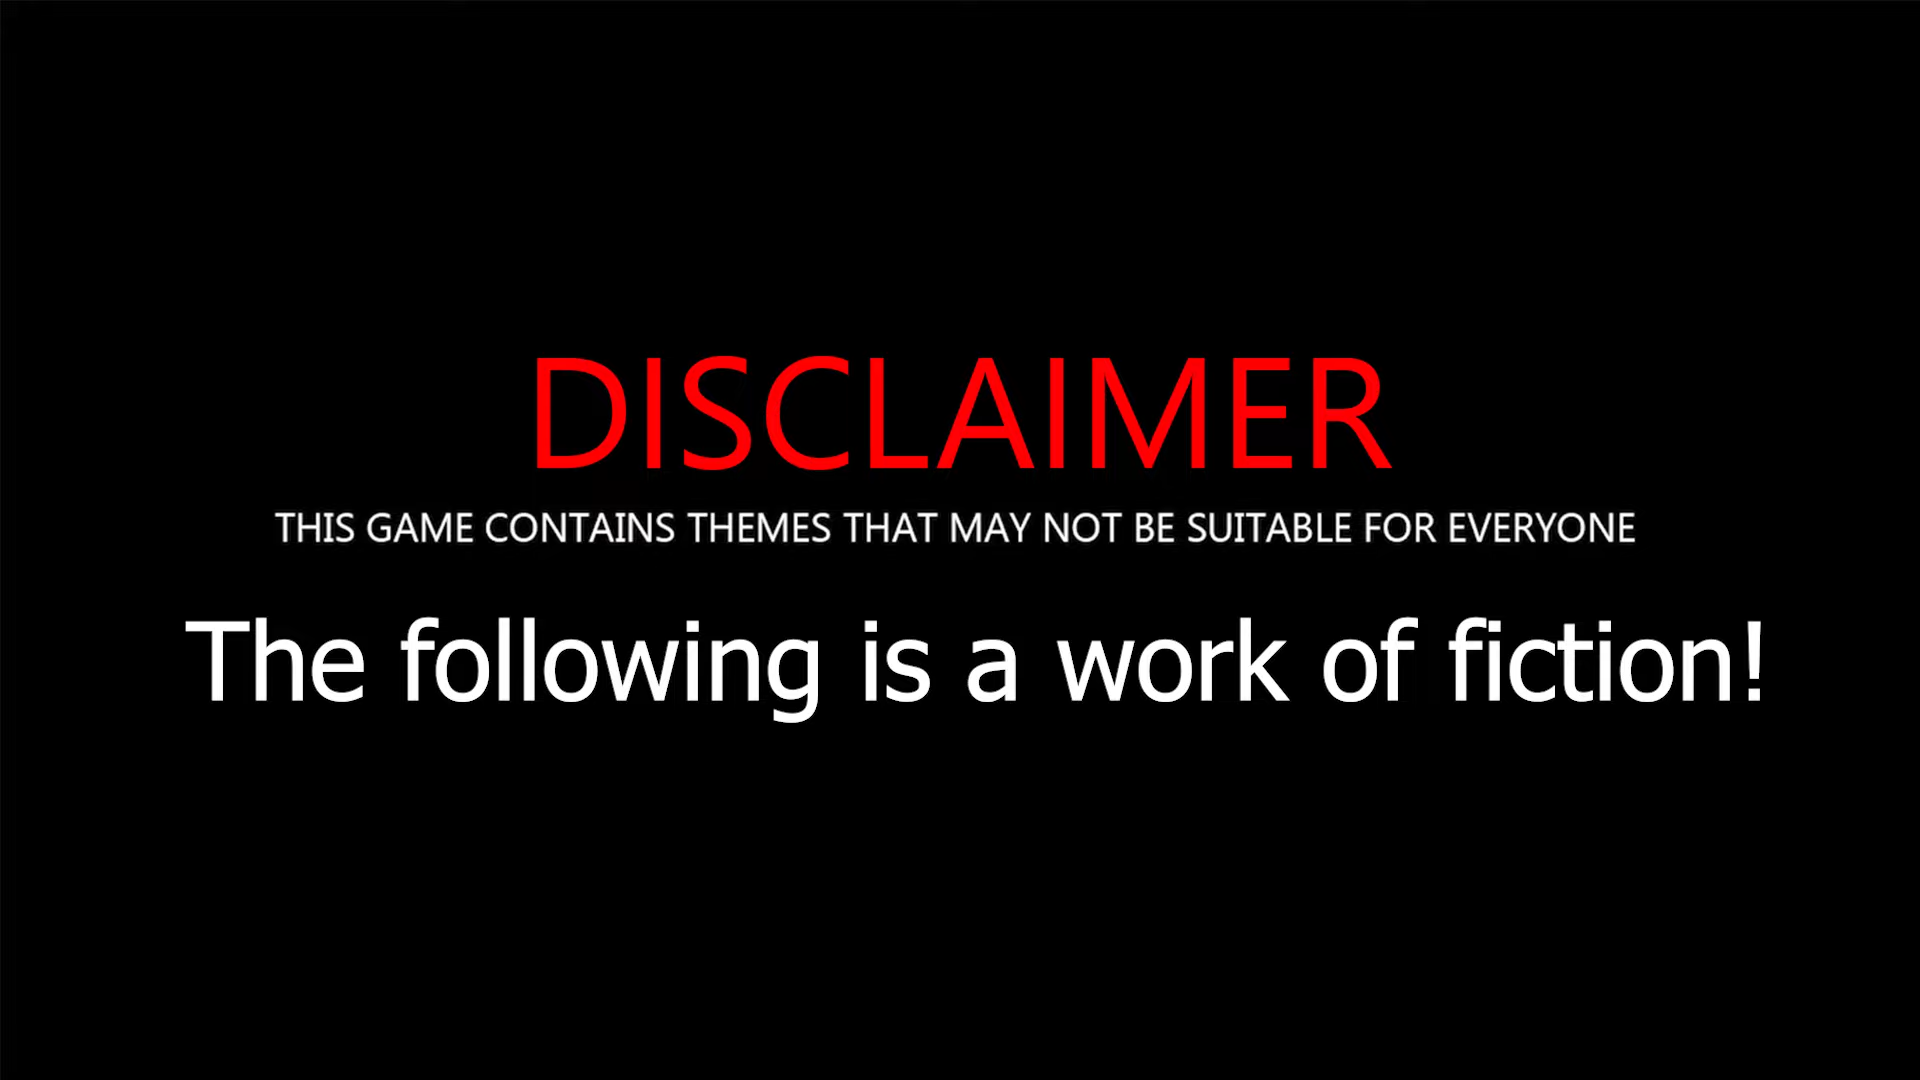 DISCLAIMER
THIS GAME CONTAINS THEMES THAT MAY NOT BE SUITABLE FOR EVERYONE
The following is a work of fiction!